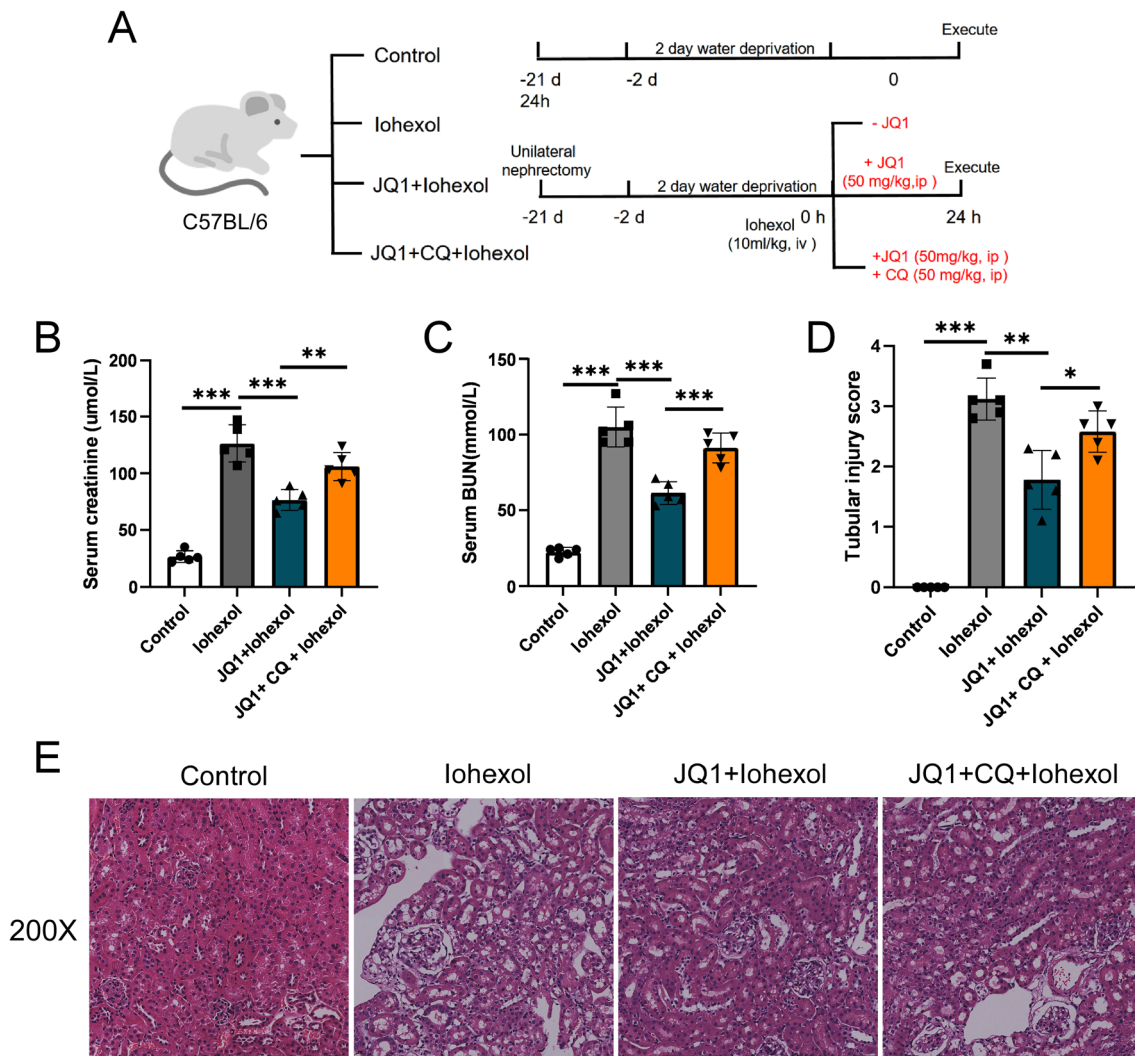 A
C57BL/6
Control
Iohexol
JQ1+Iohexol
JQ1+CQ+Iohexol
2 day water deprivation
Execute
-21 d
-2 d
0
24h
Unilateral
nephrectomy
2 day water deprivation
Execute
-21 d
-2 d
0 h
24 h
Iohexol
(10ml/kg, iv )
- JQ1
+ JQ1
(50 mg/kg,ip )
+JQ1 (50mg/kg, ip )
+ CQ (50 mg/kg, ip)
B
Serum creatinine (umol/L)
200
150
100
50
0
***
***
**
Control
Iohexol
JQ1+Iohexol
JQ1+ CQ + Iohexol
C
Serum BUN(mmol/L)
150
100
50
0
***
***
***
Control
Iohexol
JQ1+Iohexol
JQ1+ CQ + Iohexol
D
Tubular injury score
4
3
2
1
0
***
**
*
Control
Iohexol
JQ1+ Iohexol
JQ1+ CQ + Iohexol
E
Control
Iohexol
JQ1+Iohexol
JQ1+CQ+Iohexol
200X